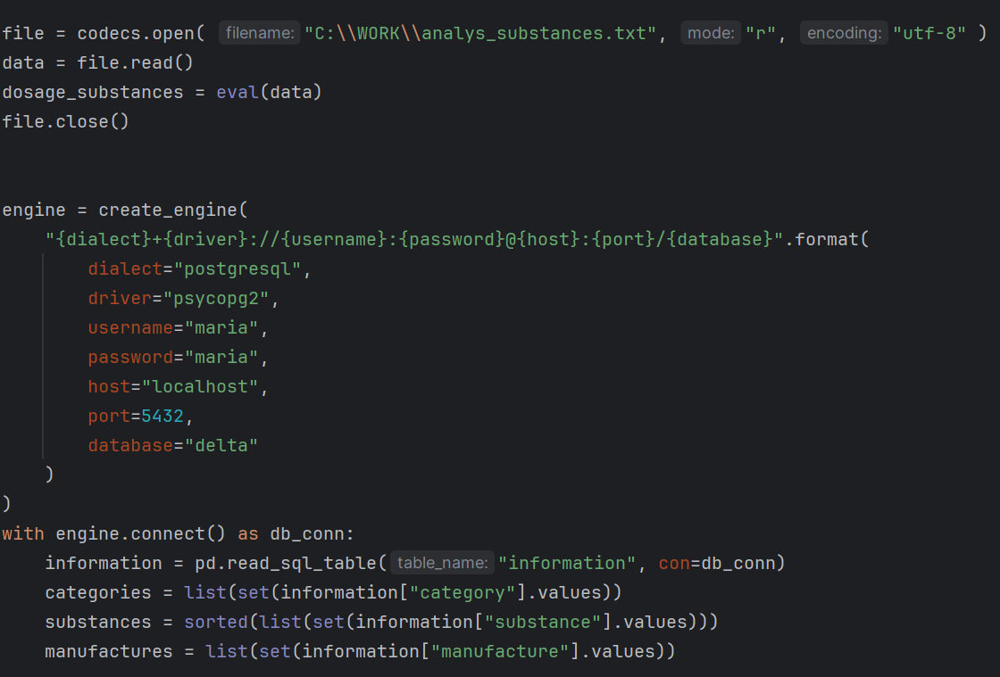 file = codecs.open( filename: "C:\\WORK\\analys_substances.txt", mode: "r", encoding: "utf-8" )
data = file.read()
dosage_substances = eval(data)
file.close()
engine = create_engine(
    "{dialect}+{driver}://{username}:{password}@{host}:{port}/{database}".format(
        dialect="postgresql",
        driver="psycopg2",
        username="maria",
        password="maria",
        host="localhost",
        port=5432,
        database="delta"
    )
)
with engine.connect() as db_conn:
    information = pd.read_sql_table( table_name: "information", con=db_conn)
    categories = list(set(information["category"].values))
    substances = sorted(list(set(information["substance"].values)))
    manufactures = list(set(information["manufacture"].values))